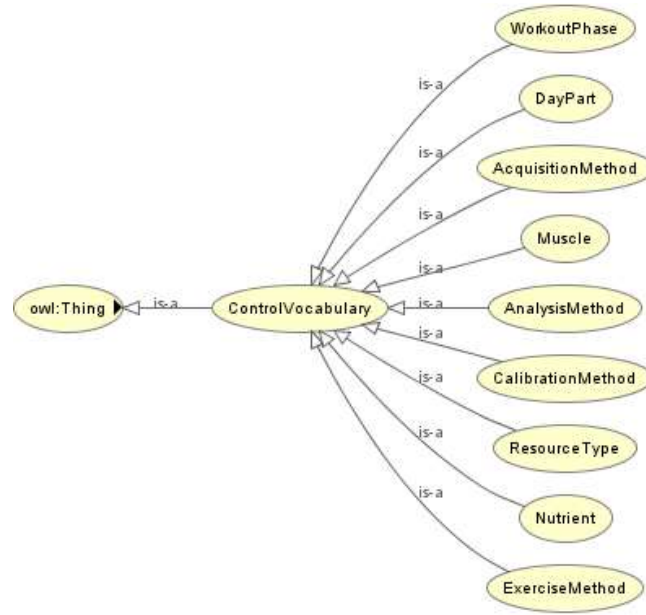 WorkoutPhase
is-a
DayPart
is-a
AcquisitionMethod
is-a
Muscle
is-a
owl:Thing is-a ControlVocabulary is-a AnalysisMethod
is-a
CalibrationMethod
is-a
ResourceType
is-a
Nutrient
is-a
ExerciseMethod